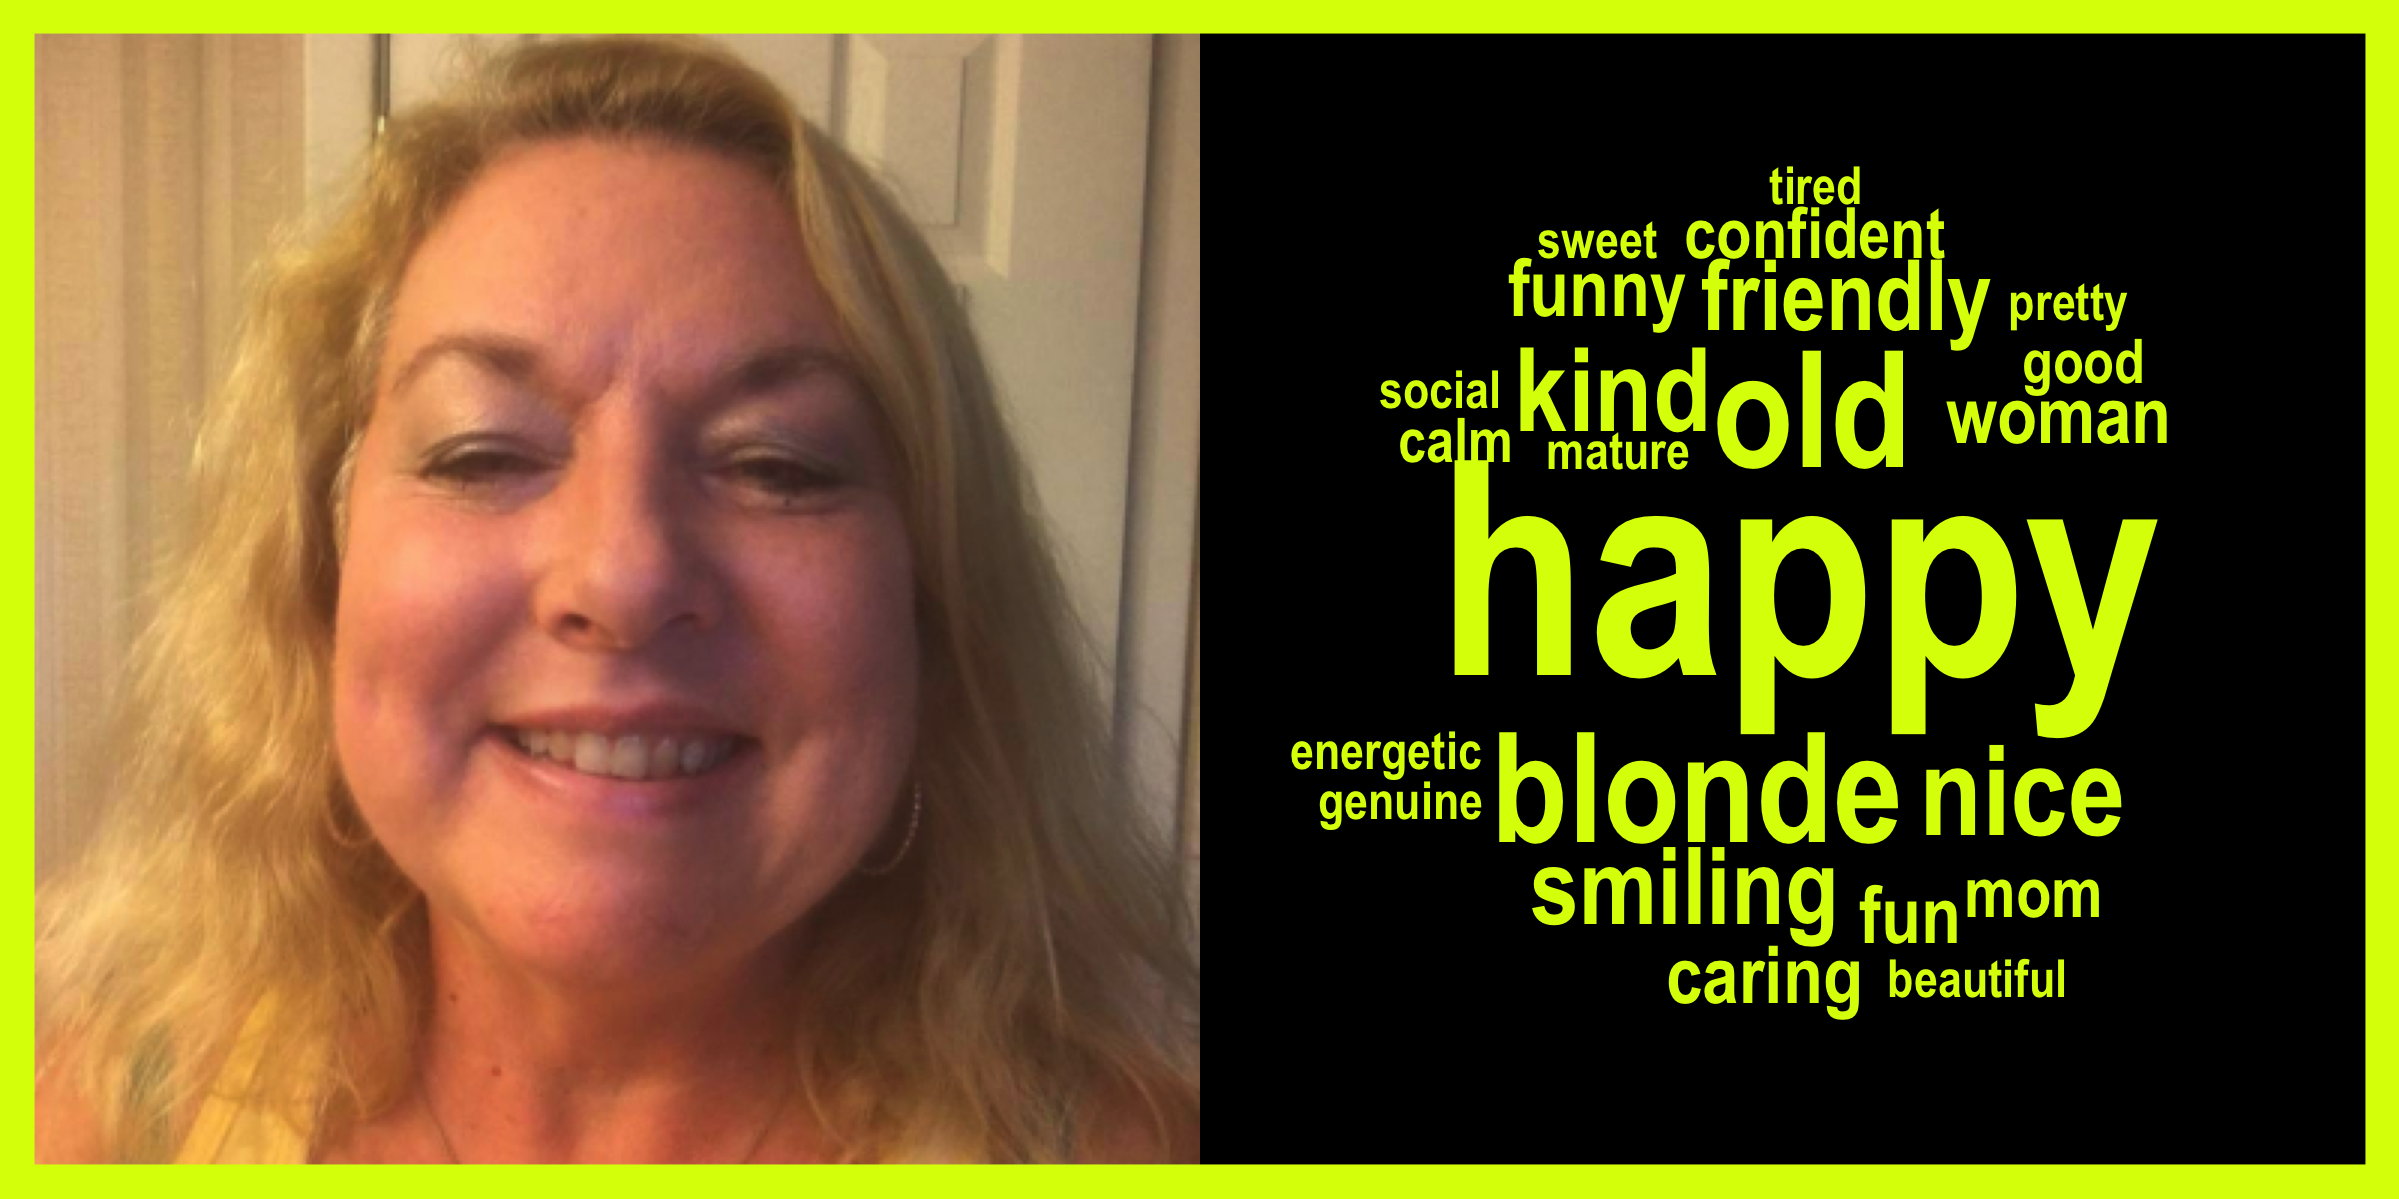 tired
sweet confident
funny friendly pretty
good
social kind old woman
calm mature
happy
energetic blonde nice
genuine
smiling fun mom
caring beautiful